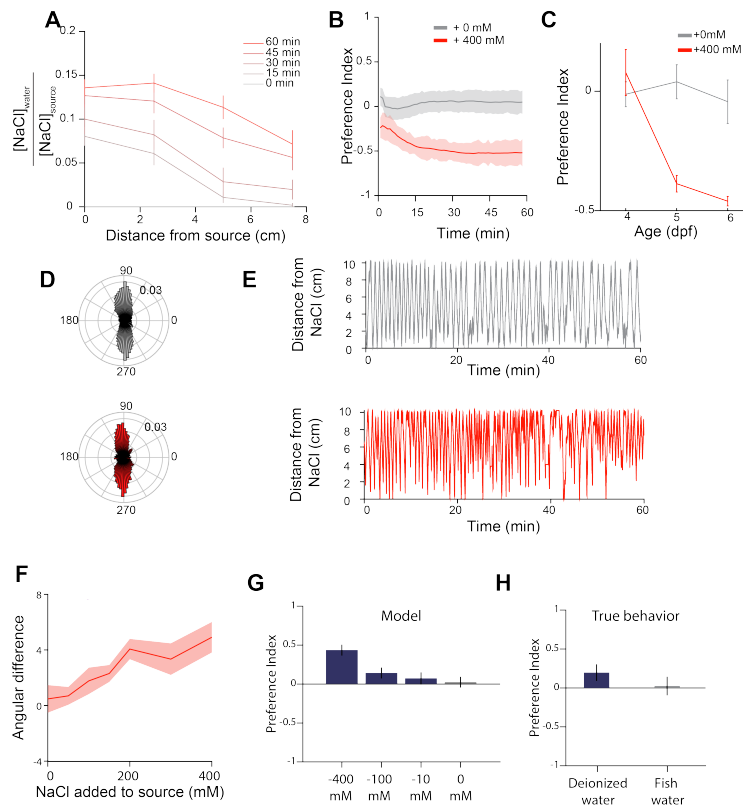 A
60 min
45 min
30 min
15 min
0 min
[NaCl]water
[NaCl]source
0.2
0.15
0.1
0.05
0
0 2 4 6 8
Distance from source (cm)
B
+ 0 mM
+ 400 mM
Preference Index
1
0.5
0
-0.5
-1
0 15 30 45 60
Time (min)
C
+0mM
+400 mM
Preference Index
0
-0.5
4 5 6
Age (dpf)
D
90
0.03
180 0
270
90
0.03
180 0
270
E
Distance from
NaCl (cm)
10
8
6
4
2
0
0 20 40 60
Time (min)
Distance from
NaCl (cm)
10
8
6
4
2
0
0 20 40 60
Time (min)
F
Angular difference
8
4
0
-4
0 100 200 300 400
NaCl added to source (mM)
G
Model
Preference Index
1
0.5
0
-0.5
-1
-400 -100 -10 0
mM mM mM mM
H
True behavior
Preference Index
1
0.5
0
-0.5
-1
Deionized Fish
water water